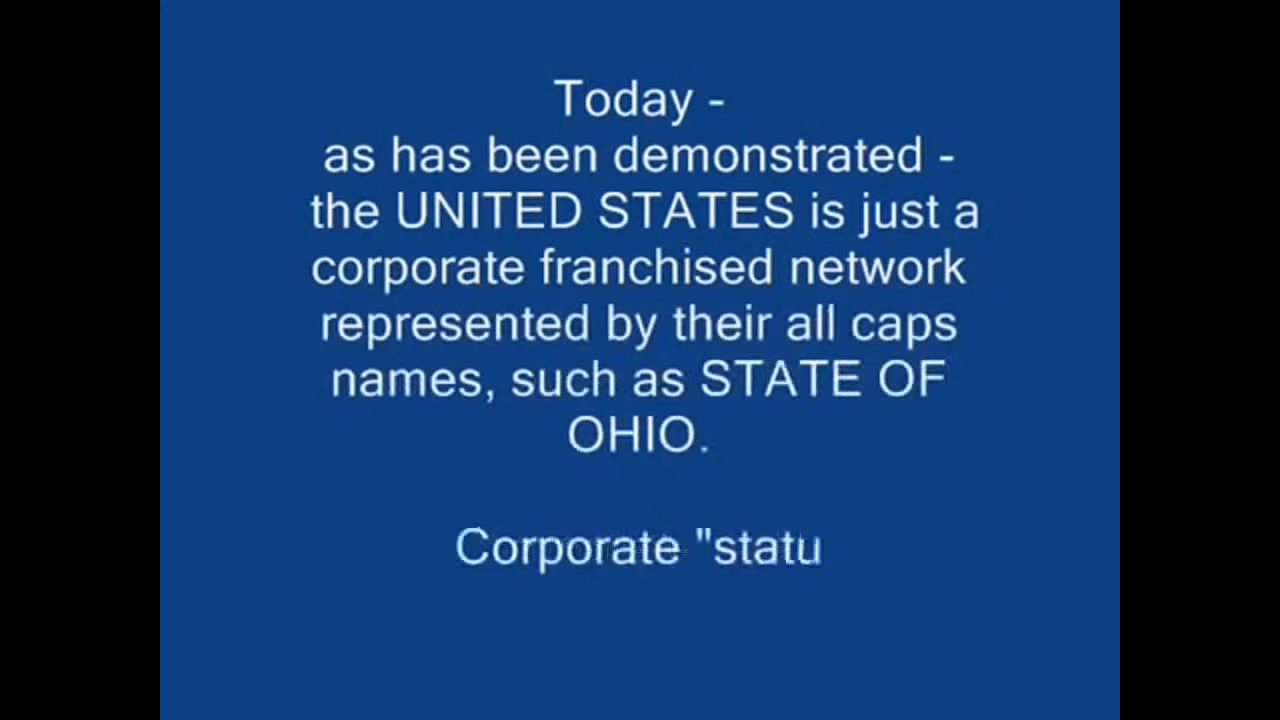 Today -
as has been demonstrated -
the UNITED STATES is just a
corporate franchised network
represented by their all caps
names, such as STATE OF
OHIO.
Corporate "statu